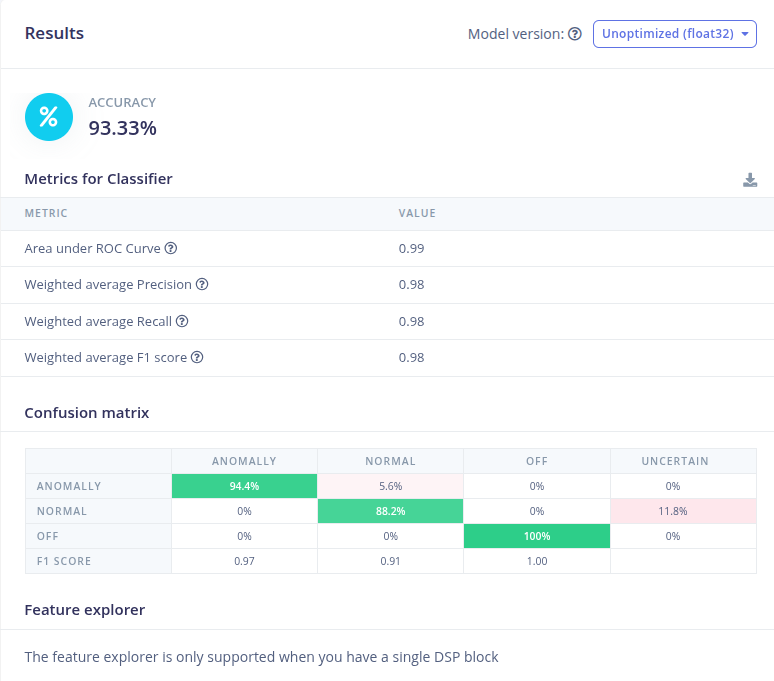 Results
Model version: Unoptimized (float32)
%
ACCURACY
93.33%
Metrics for Classifier
METRIC VALUE
Area under ROC Curve ? 0.99
Weighted average Precision ? 0.98
Weighted average Recall ? 0.98
Weighted average F1 score ? 0.98
Confusion matrix
ANOMALLY NORMAL OFF UNCERTAIN
ANOMALLY 94.4% 5.6% 0% 0%
NORMAL 0% 88.2% 0% 11.8%
OFF 0% 0% 100% 0%
F1 SCORE 0.97 0.91 1.00
Feature explorer
The feature explorer is only supported when you have a single DSP block